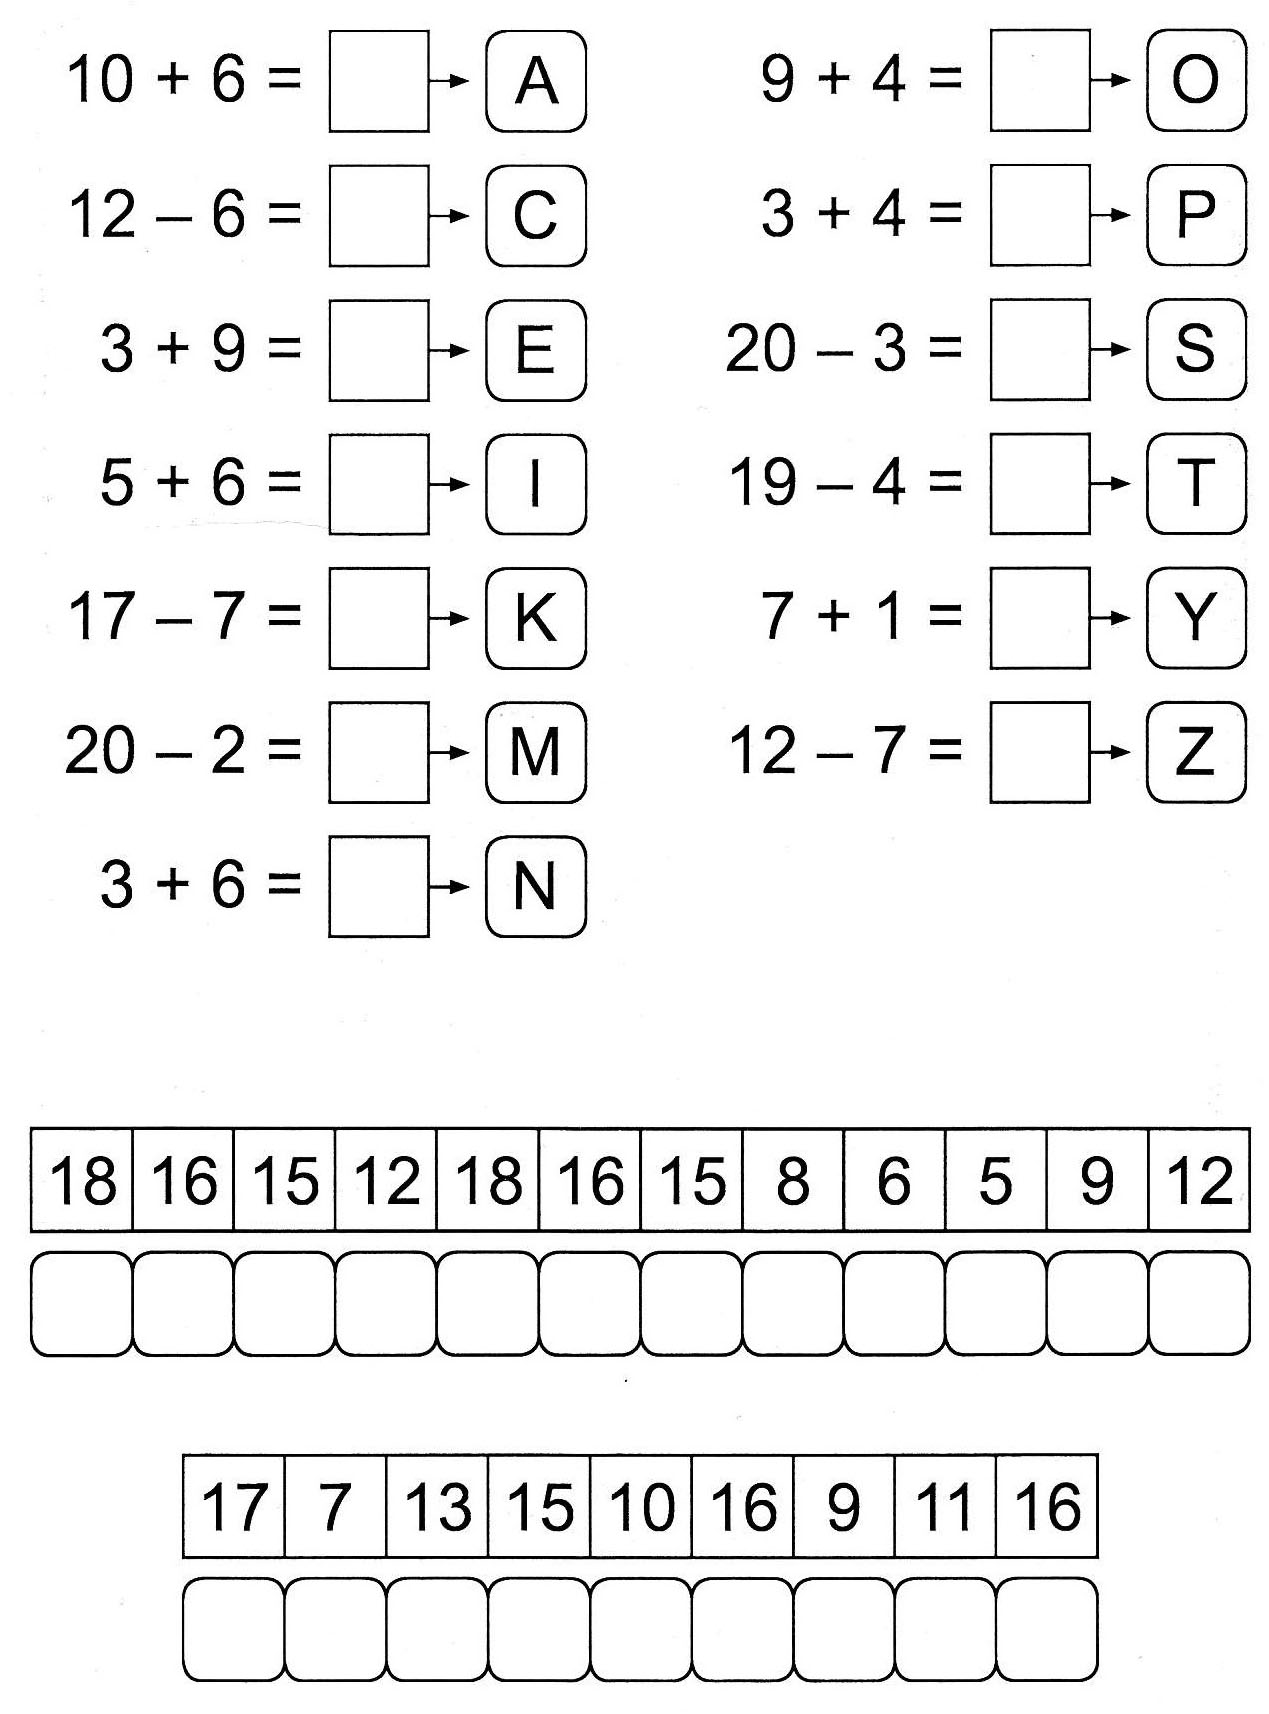 10 + 6 = A
9 + 4 = O
12 – 6 = C
3 + 4 = P
3 + 9 = E
20 – 3 = S
5 + 6 = I
19 – 4 = T
17 – 7 = K
7 + 1 = Y
20 – 2 = M
12 – 7 = Z
3 + 6 = N
18 16 15 12 18 16 15 8 6 5 9 12
17 7 13 15 10 16 9 11 16